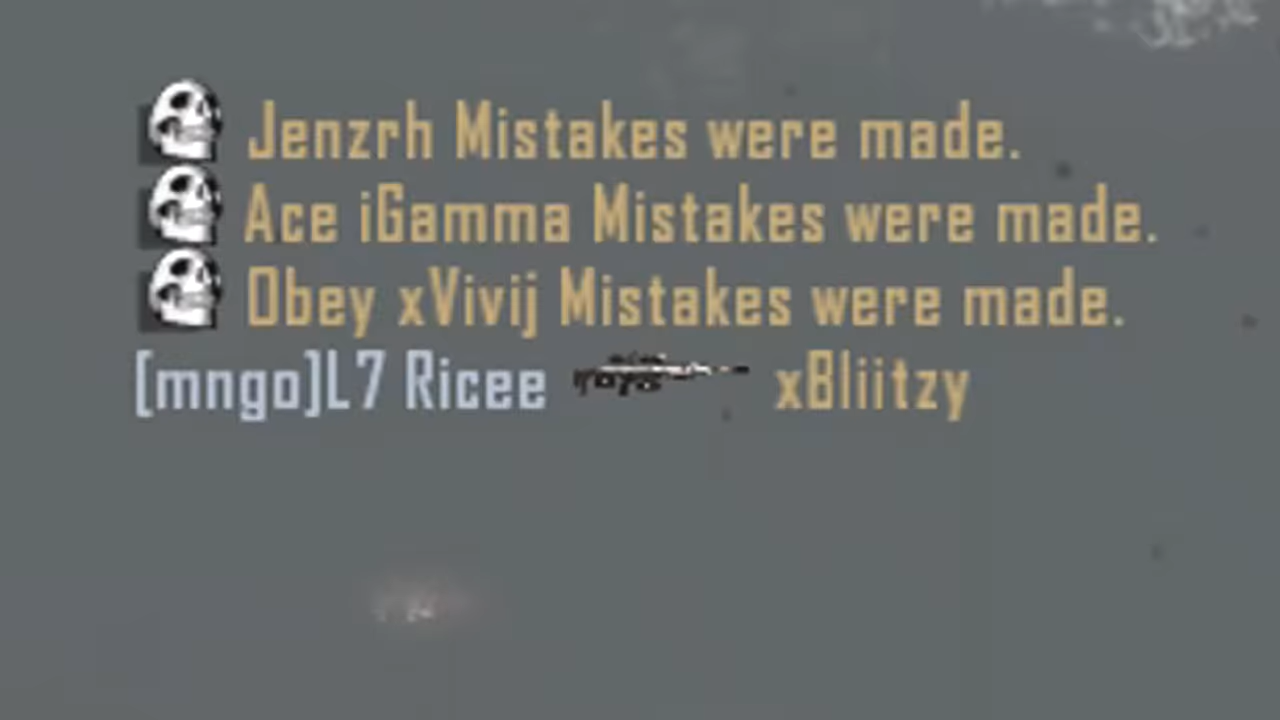 Jenzrh Mistakes were made.
Ace iGamma Mistakes were made.
Obey xVivij Mistakes were made.
[mngo]L7 Ricee xBliitzy